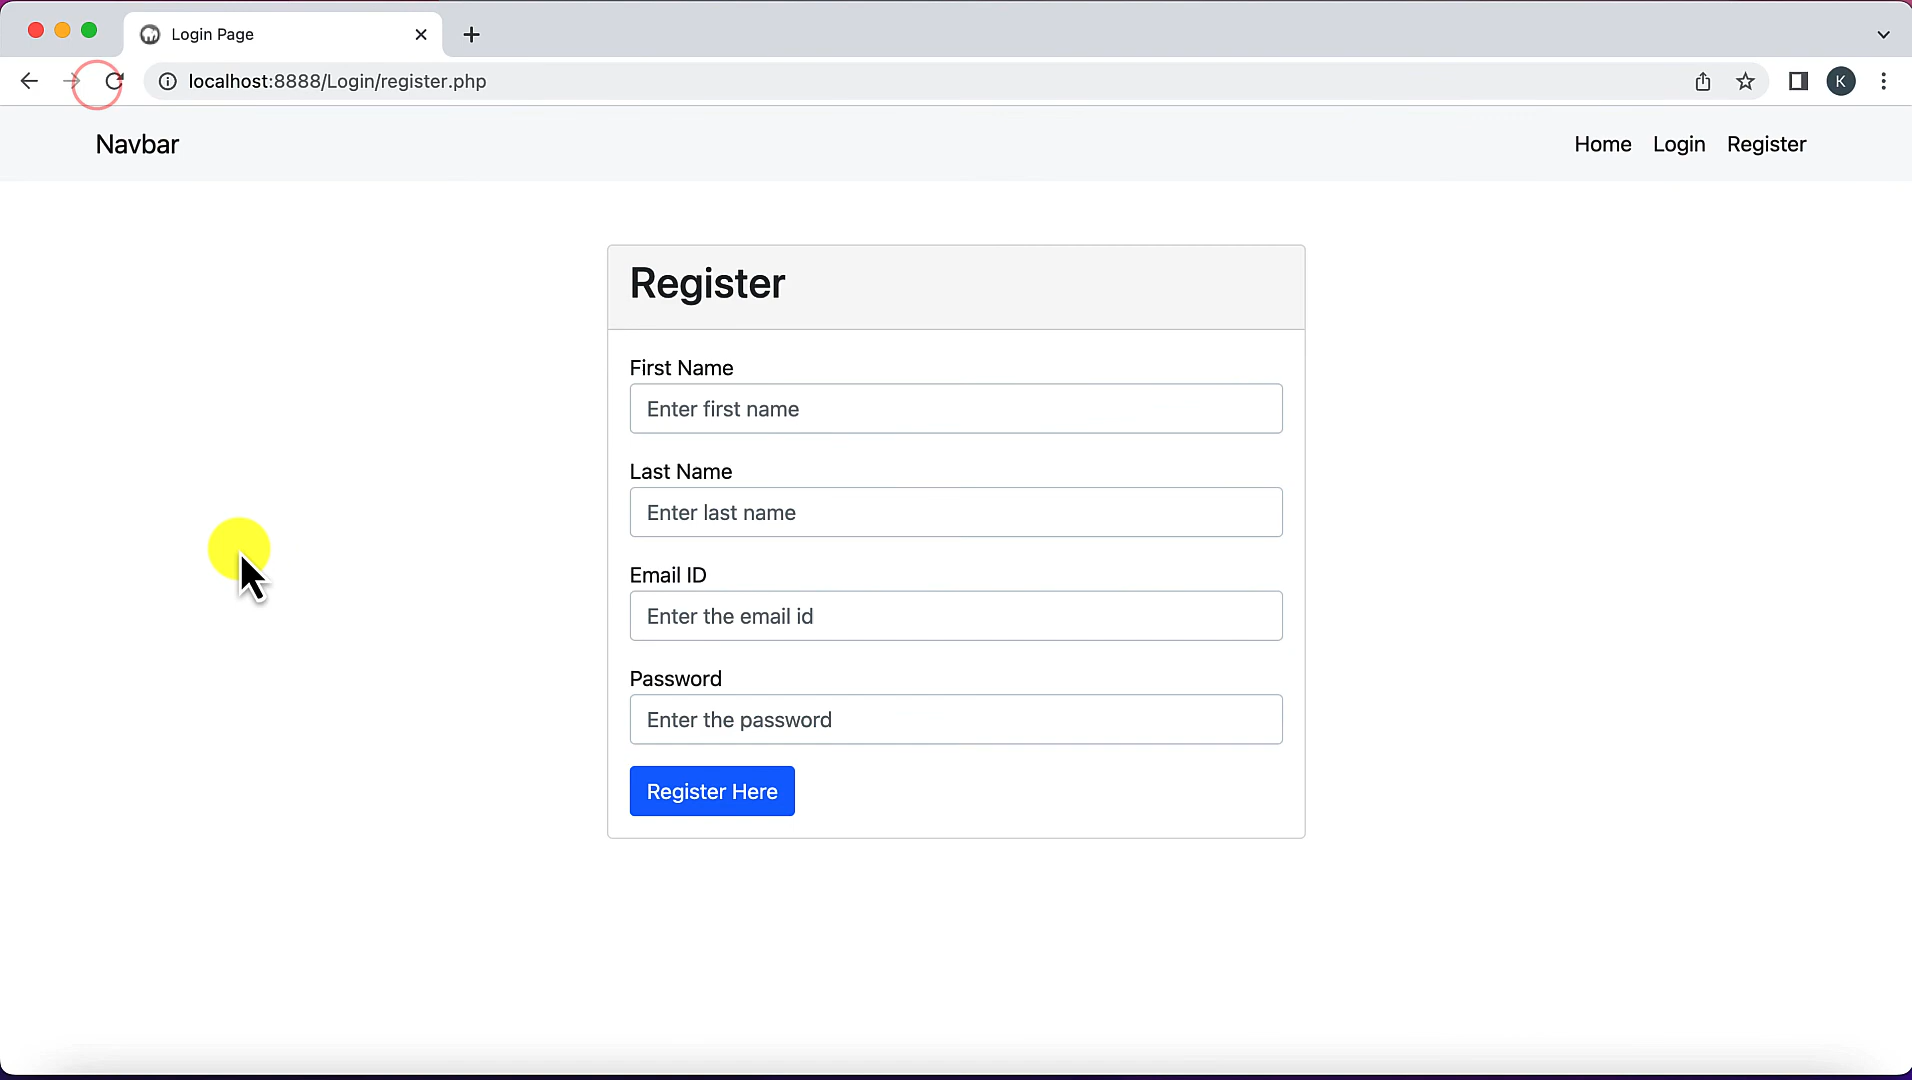 Login Page
localhost:8888/Login/register.php
K
Navbar
Home Login Register
Register
First Name
Enter first name
Last Name
Enter last name
Email ID
Enter the email id
Password
Enter the password
Register Here